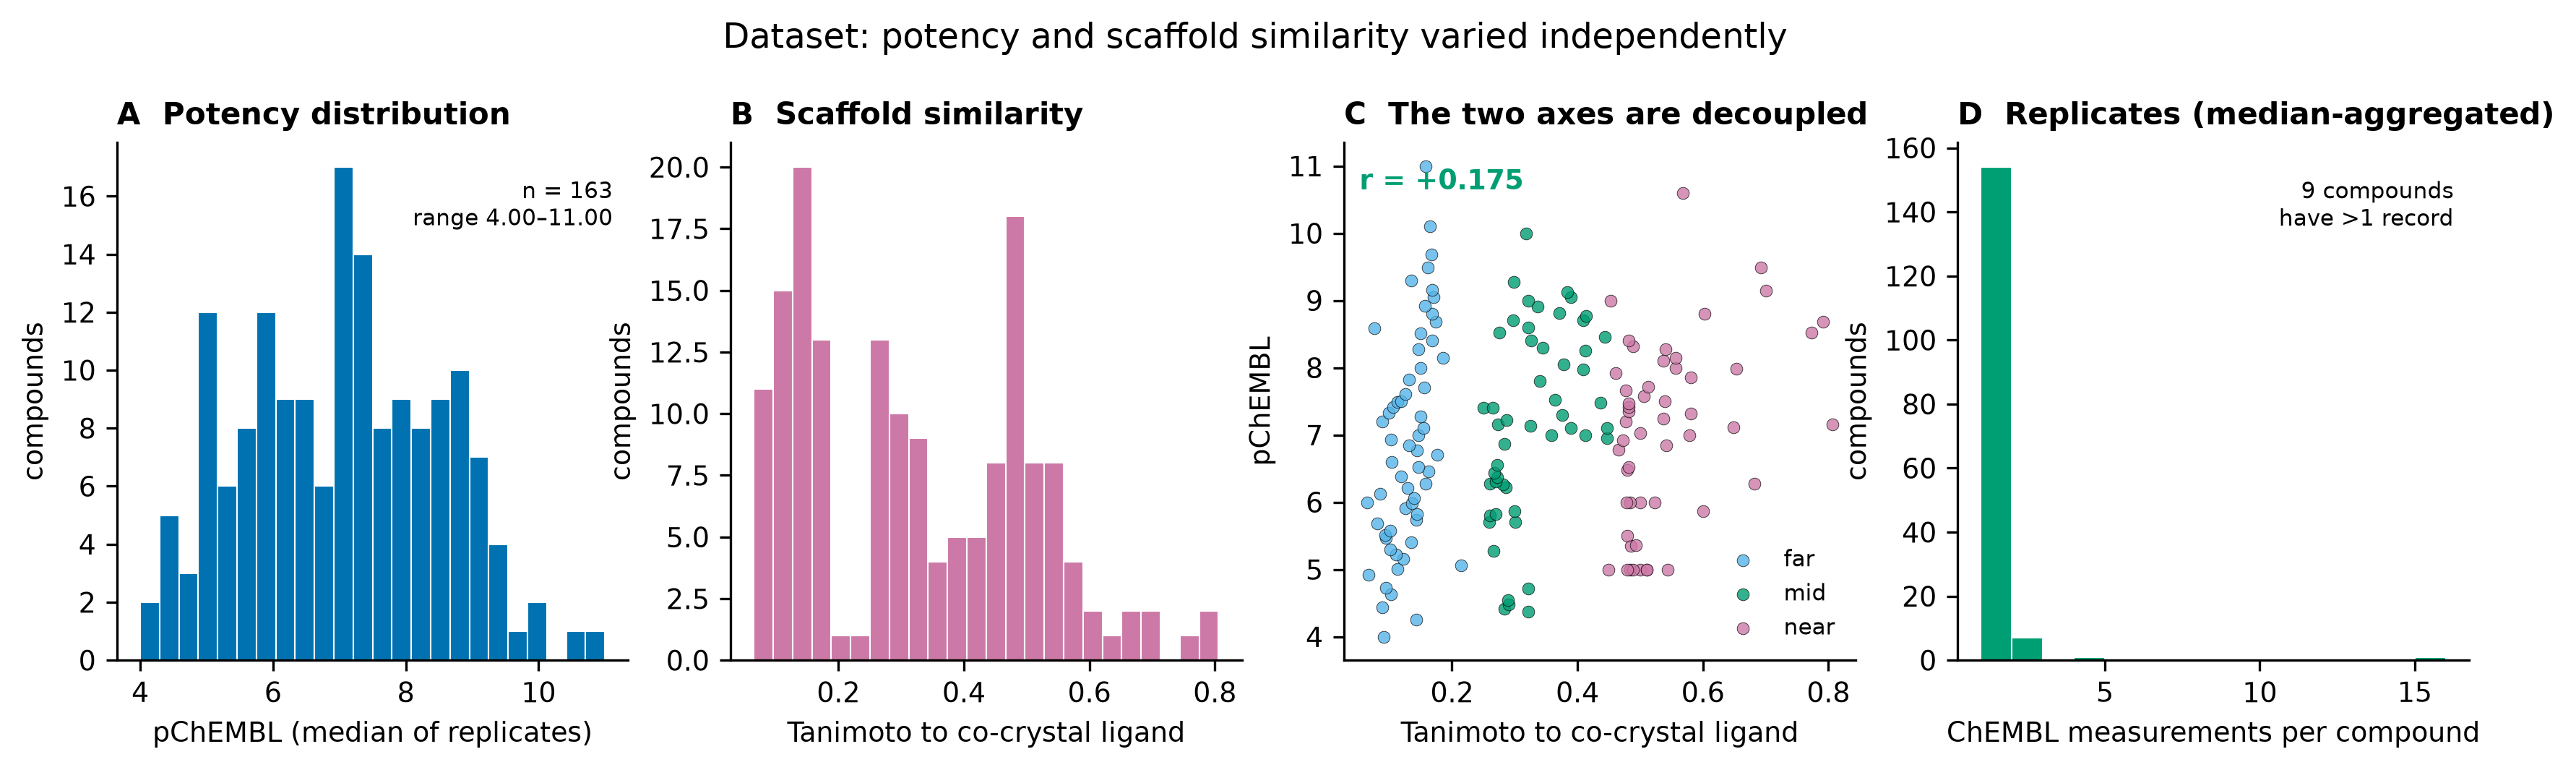 Dataset: potency and scaffold similarity varied independently
A Potency distribution
n = 163
range 4.00–11.00
compounds
0
2
4
6
8
10
12
14
16
4
6
8
10
pChEMBL (median of replicates)
B Scaffold similarity
compounds
0.0
2.5
5.0
7.5
10.0
12.5
15.0
17.5
20.0
0.2
0.4
0.6
0.8
Tanimoto to co-crystal ligand
C The two axes are decoupled
r = +0.175
pChEMBL
4
5
6
7
8
9
10
11
far
mid
near
0.2
0.4
0.6
0.8
Tanimoto to co-crystal ligand
D Replicates (median-aggregated)
9 compounds
have >1 record
compounds
0
20
40
60
80
100
120
140
160
5
10
15
ChEMBL measurements per compound